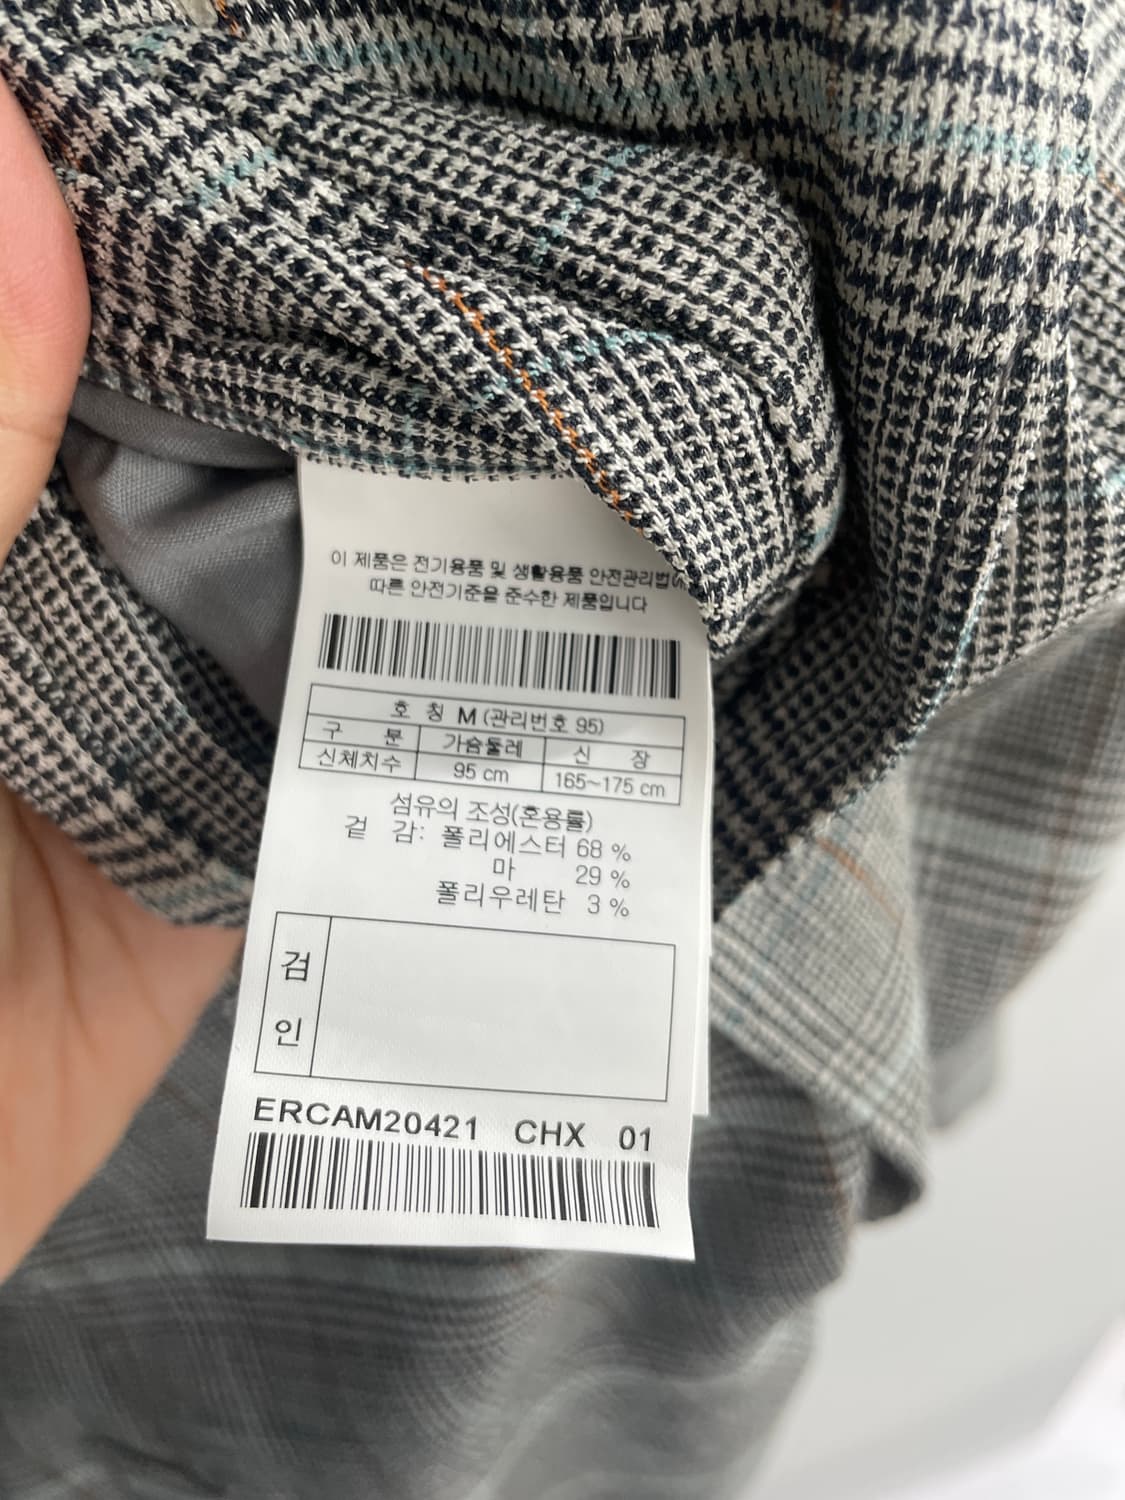 이 제품은 전기용품 및 생활용품 안전관리법에
따른 안전기준을 준수한 제품입니다
호 칭 M (관리번호 95)
구 분 가슴둘레 신 장
신체치수 95 cm 165~175 cm
섬유의 조성(혼용률)
겉 감: 폴리에스터 68 %
마 29 %
폴리우레탄 3 %
검
인
ERCAM20421 CHX 01